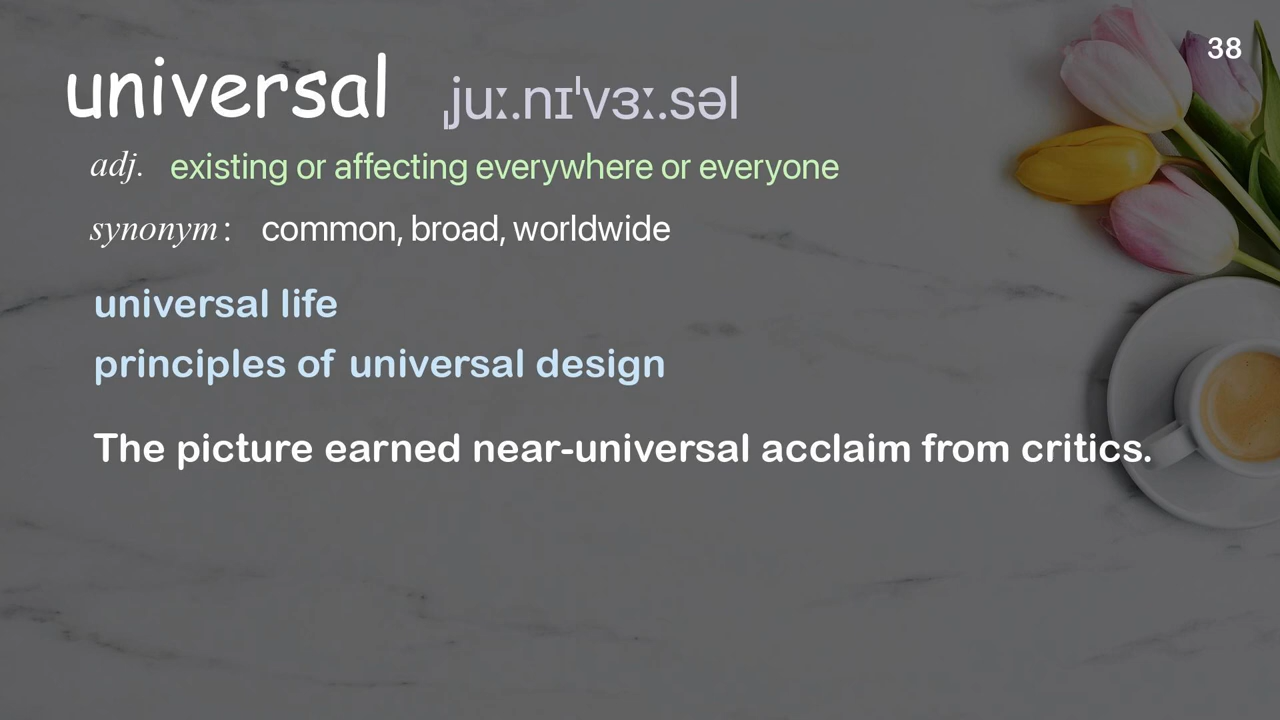 38
universal ˌjuː.nɪˈvɜː.səl
adj. existing or affecting everywhere or everyone
synonym: common, broad, worldwide
universal life
principles of universal design
The picture earned near-universal acclaim from critics.